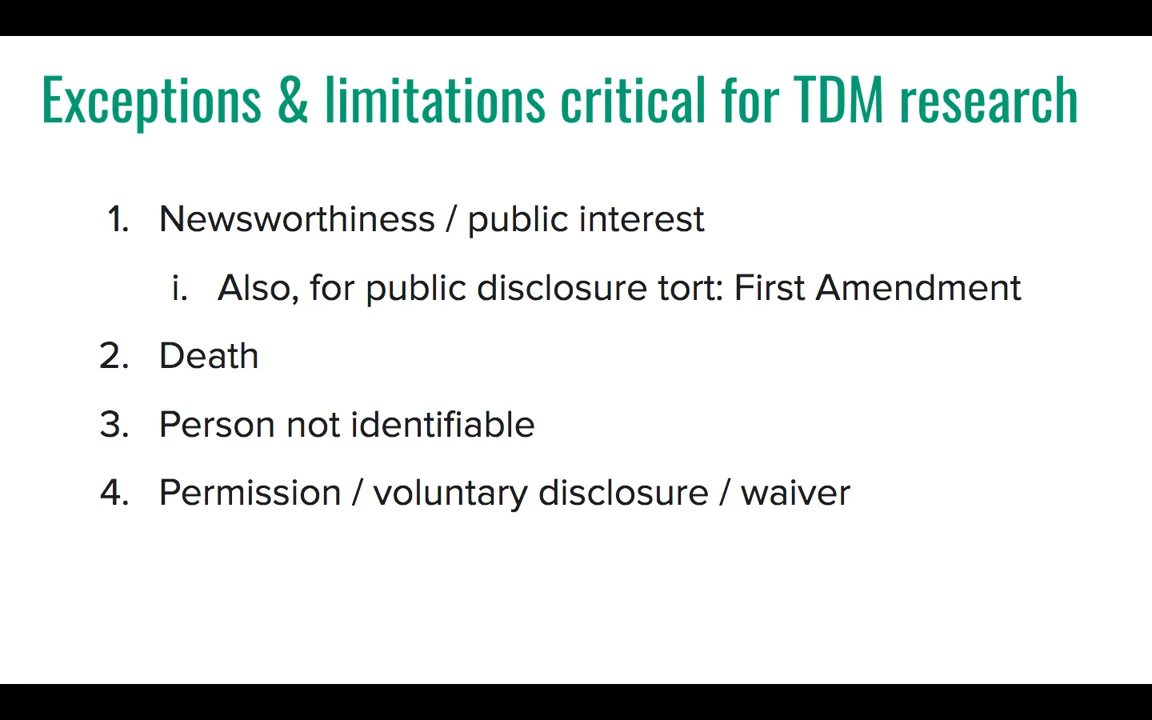 Exceptions & limitations critical for TDM research
1. Newsworthiness / public interest
i. Also, for public disclosure tort: First Amendment
2. Death
3. Person not identifiable
4. Permission / voluntary disclosure / waiver